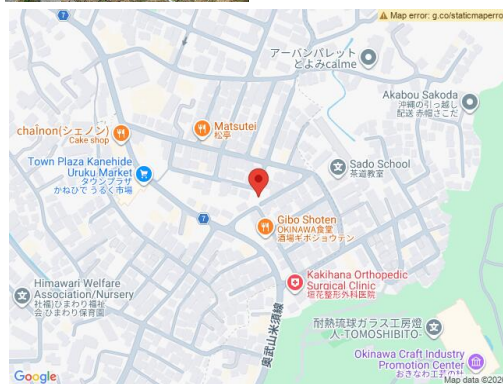 Map error: g.co/staticmaperro
7
アーバンパレット
とよみcalme
Akabou Sakoda
沖縄の引っ越し
配送 赤帽さこだ
chaînon(シェノン)
Cake shop
Matsutei
松亭
Town Plaza Kanehide
Uruku Market
タウンプラザ
かねひで うるく市場
Sado School
茶道教室
7
Gibo Shoten
OKINAWA食堂
酒場ギボショウテン
Kakihana Orthopedic
Surgical Clinic
垣花整形外科医院
Himawari Welfare
Association/Nursery
社福)ひまわり福祉
会 ひまわり保育園
奥武山米須線
耐熱琉球ガラス工房燈
人-TOMOSHIBITO-
Okinawa Craft Industry
Promotion Center
おきなわ工芸の杜
Google
Map data ©202